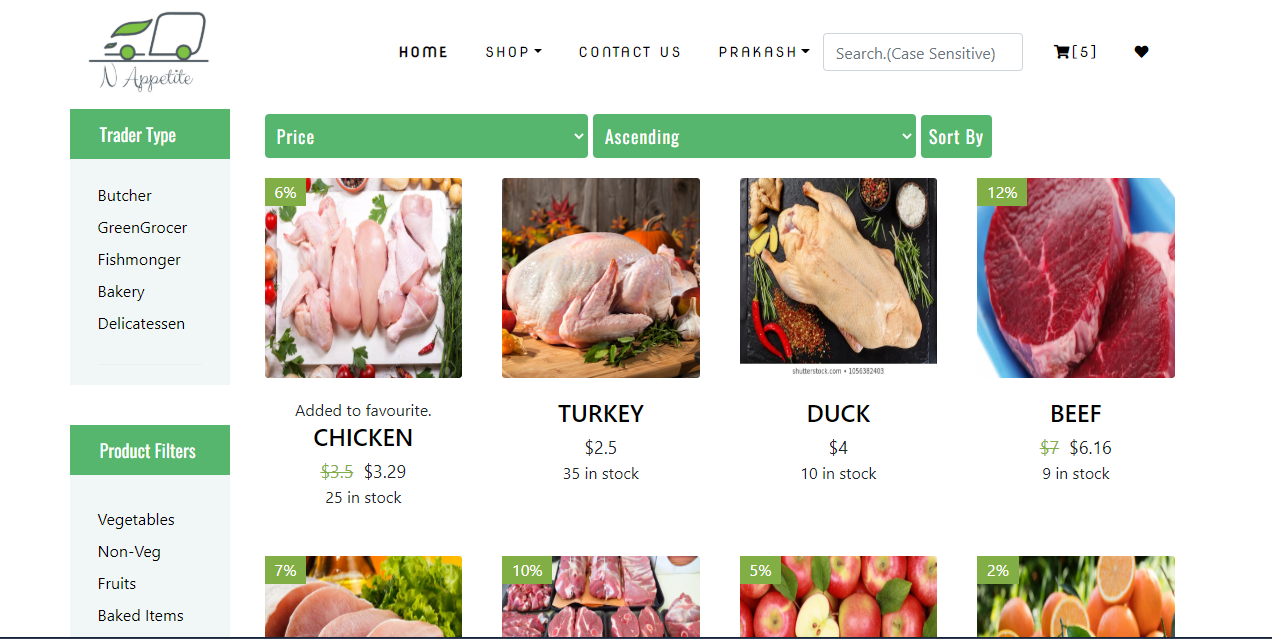 N Appetite
HOME SHOP CONTACT US PRAKASH Search.(Case Sensitive) [5]
Trader Type
Butcher
GreenGrocer
Fishmonger
Bakery
Delicatessen
Product Filters
Vegetables
Non-Veg
Fruits
Baked Items
Price Ascending Sort By
6% 12%
shutterstock.com • 1056382403
Added to favourite.
CHICKEN
$3.5 $3.29
25 in stock
TURKEY
$2.5
35 in stock
DUCK
$4
10 in stock
BEEF
$7 $6.16
9 in stock
7% 10% 5% 2%